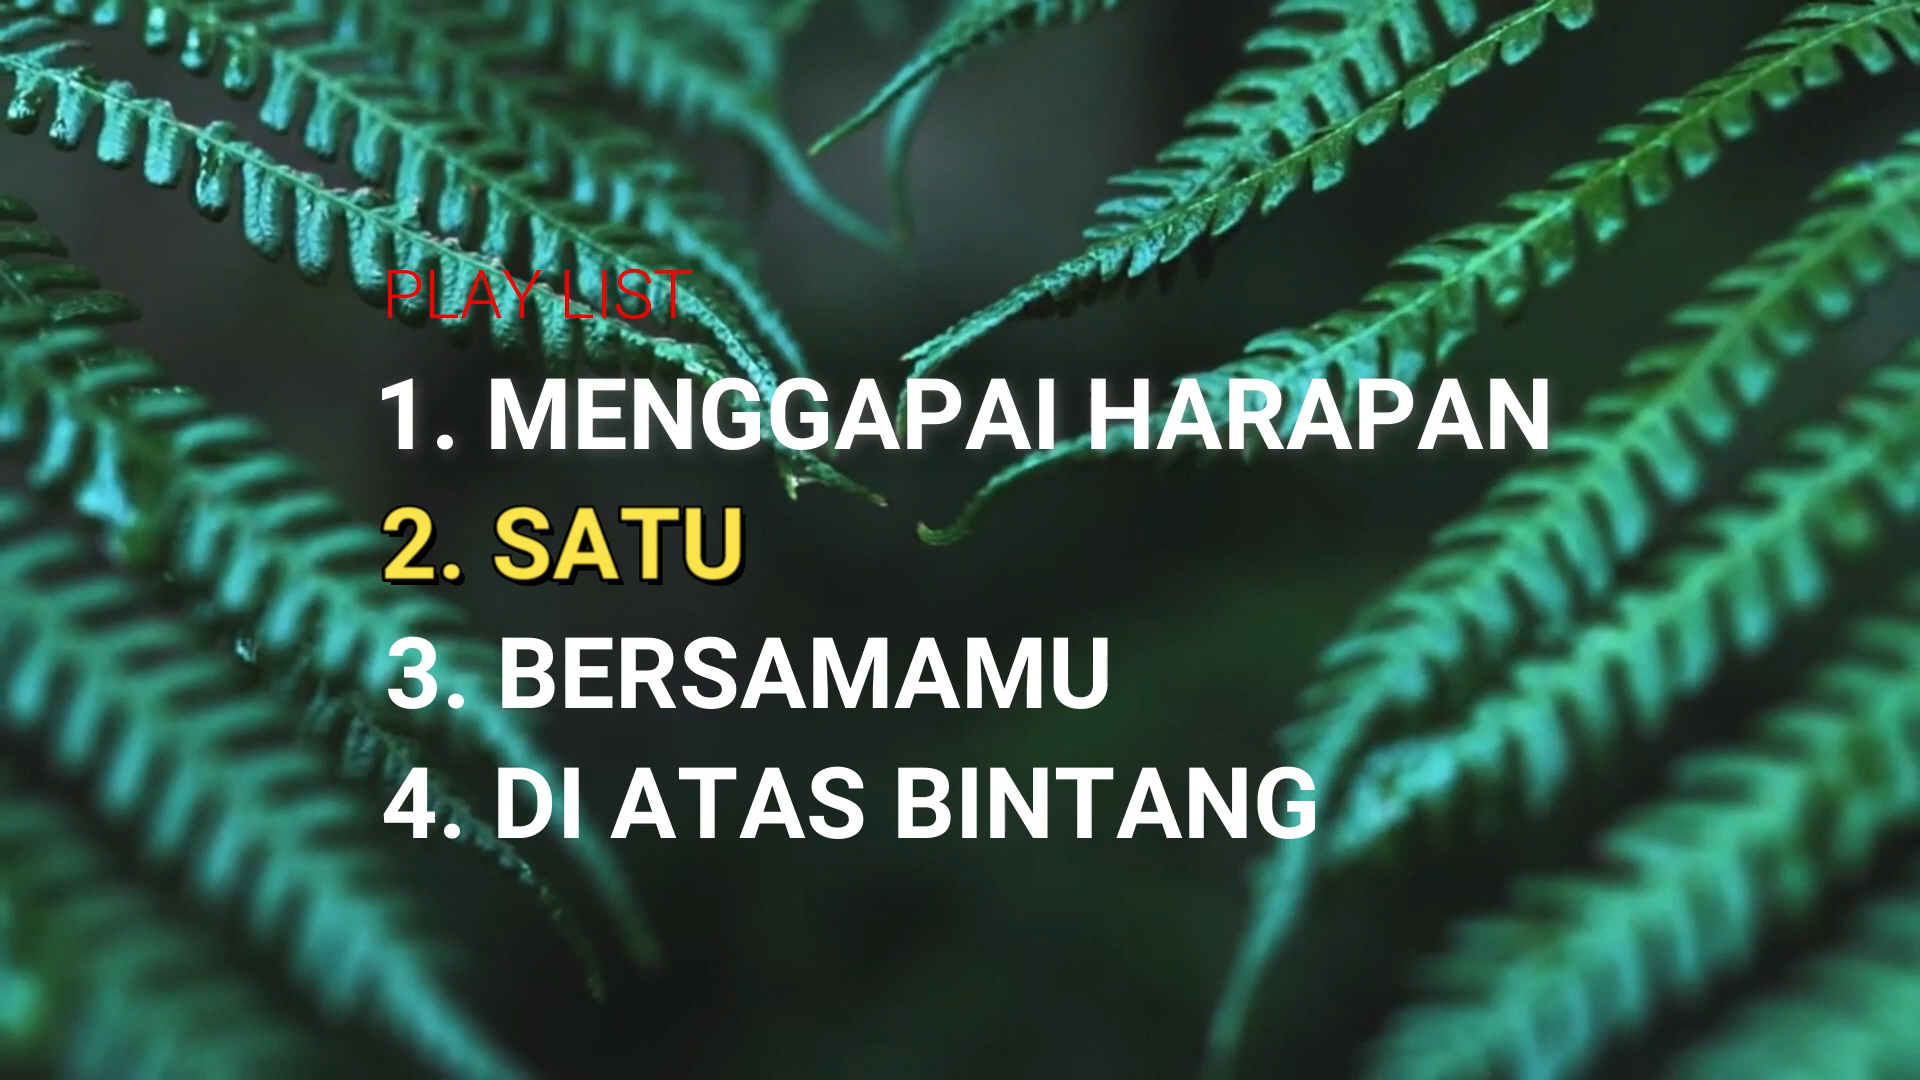 PLAY LIST
1. MENGGAPAI HARAPAN
2. SATU
3. BERSAMAMU
4. DI ATAS BINTANG